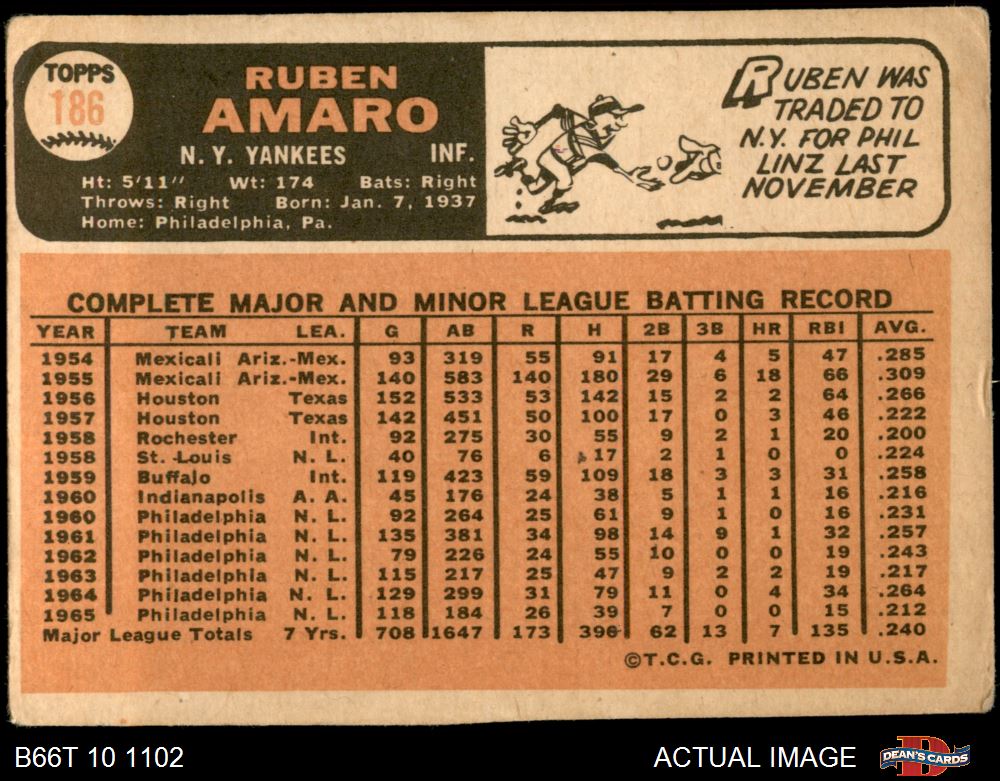 TOPPS
186
RUBEN
AMARO
N. Y. YANKEES INF.
Ht: 5'11" Wt: 174 Bats: Right
Throws: Right Born: Jan. 7, 1937
Home: Philadelphia, Pa.
RUBEN WAS
TRADED TO
N.Y. FOR PHIL
LINZ LAST
NOVEMBER
COMPLETE MAJOR AND MINOR LEAGUE BATTING RECORD
YEAR TEAM LEA. G AB R H 2B 3B HR RBI AVG.
1954 Mexicali Ariz.-Mex. 93 319 55 91 17 4 5 47 .285
1955 Mexicali Ariz.-Mex. 140 583 140 180 29 6 18 66 .309
1956 Houston Texas 152 533 53 142 15 2 2 64 .266
1957 Houston Texas 142 451 50 100 17 0 3 46 .222
1958 Rochester Int. 92 275 30 55 9 2 1 20 .200
1958 St. Louis N. L. 40 76 6 17 2 1 0 0 .224
1959 Buffalo Int. 119 423 59 109 18 3 3 31 .258
1960 Indianapolis A. A. 45 176 24 38 5 1 1 16 .216
1960 Philadelphia N. L. 92 264 25 61 9 1 0 16 .231
1961 Philadelphia N. L. 135 381 34 98 14 9 1 32 .257
1962 Philadelphia N. L. 79 226 24 55 10 0 0 19 .243
1963 Philadelphia N. L. 115 217 25 47 9 2 2 19 .217
1964 Philadelphia N. L. 129 299 31 79 11 0 4 34 .264
1965 Philadelphia N. L. 118 184 26 39 7 0 0 15 .212
Major League Totals 7 Yrs. 708 1647 173 396 62 13 7 135 .240
©T.C.G. PRINTED IN U.S.A.
B66T 10 1102 ACTUAL IMAGE DEAN'S CARDS